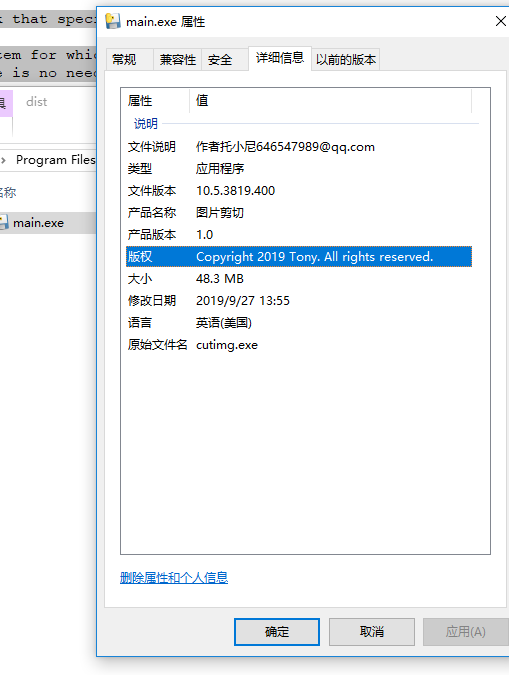 k that speci
main.exe 属性
tem for whic
e is no need
常规
兼容性
安全
详细信息
以前的版本
具
dist
属性
值
说明
> Program Files
文件说明 作者托小尼646547989@qq.com
类型 应用程序
名称
文件版本 10.5.3819.400
产品名称 图片剪切
main.exe
产品版本 1.0
版权 Copyright 2019 Tony. All rights reserved.
大小 48.3 MB
修改日期 2019/9/27 13:55
语言 英语(美国)
原始文件名 cutimg.exe
删除属性和个人信息
确定
取消
应用(A)